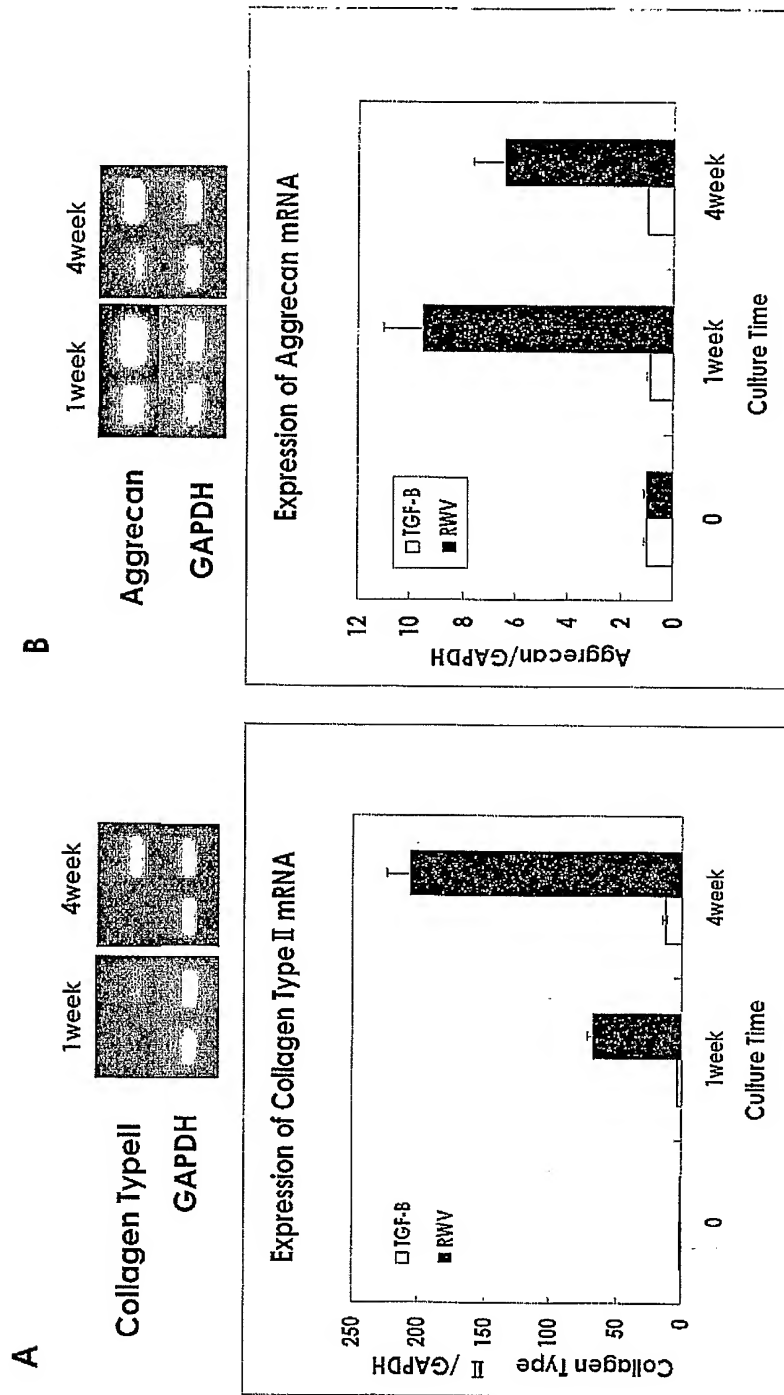 A
1week 4week
Collagen TypeII
GAPDH
Expression of Collagen Type II mRNA
TGF-B
RWV
Collagen Type
II /GAPDH
250
200
150
100
50
0
0 1week 4week
Culture Time
B
1week 4week
Aggrecan
GAPDH
Expression of Aggrecan mRNA
TGF-B
RWV
Aggrecan/GAPDH
12
10
8
6
4
2
0
0 1week 4week
Culture Time